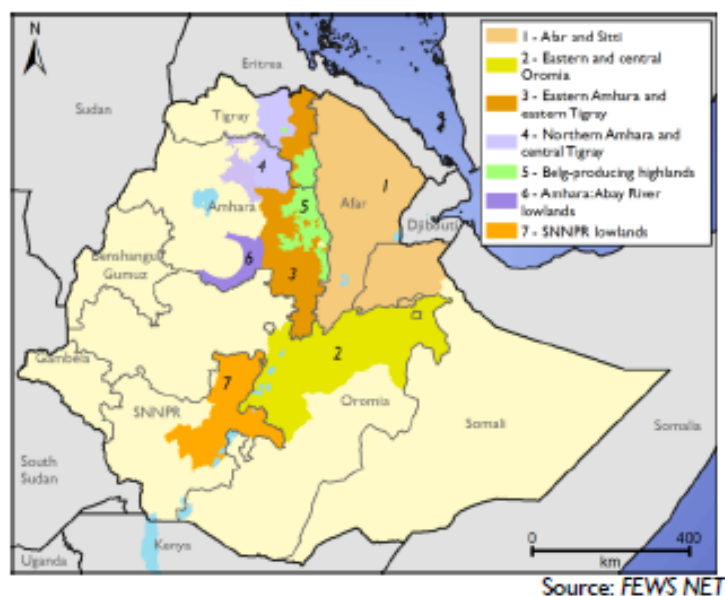 N
Eritrea
Sudan
Tigray
4
1
Amhara
5
Afar
Djibouti
Benshangul
Gumuz
6
3
Gambela
2
7
SNNPR
Oromia
Somali
Somalia
South
Sudan
Uganda
Kenya
0 400
km
1 - Afar and Sitti
2 - Eastern and central
Oromia
3 - Eastern Amhara and
eastern Tigray
4 - Northern Amhara and
central Tigray
5 - Belg-producing highlands
6 - Amhara: Abay River
lowlands
7 - SNNPR lowlands
Source: FEWS NET